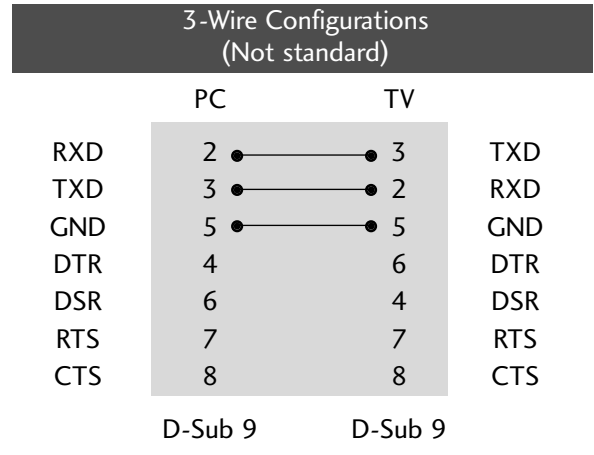 3-Wire Configurations
(Not standard)
PC TV
RXD 2 3 TXD
TXD 3 2 RXD
GND 5 5 GND
DTR 4 6 DTR
DSR 6 4 DSR
RTS 7 7 RTS
CTS 8 8 CTS
D-Sub 9 D-Sub 9